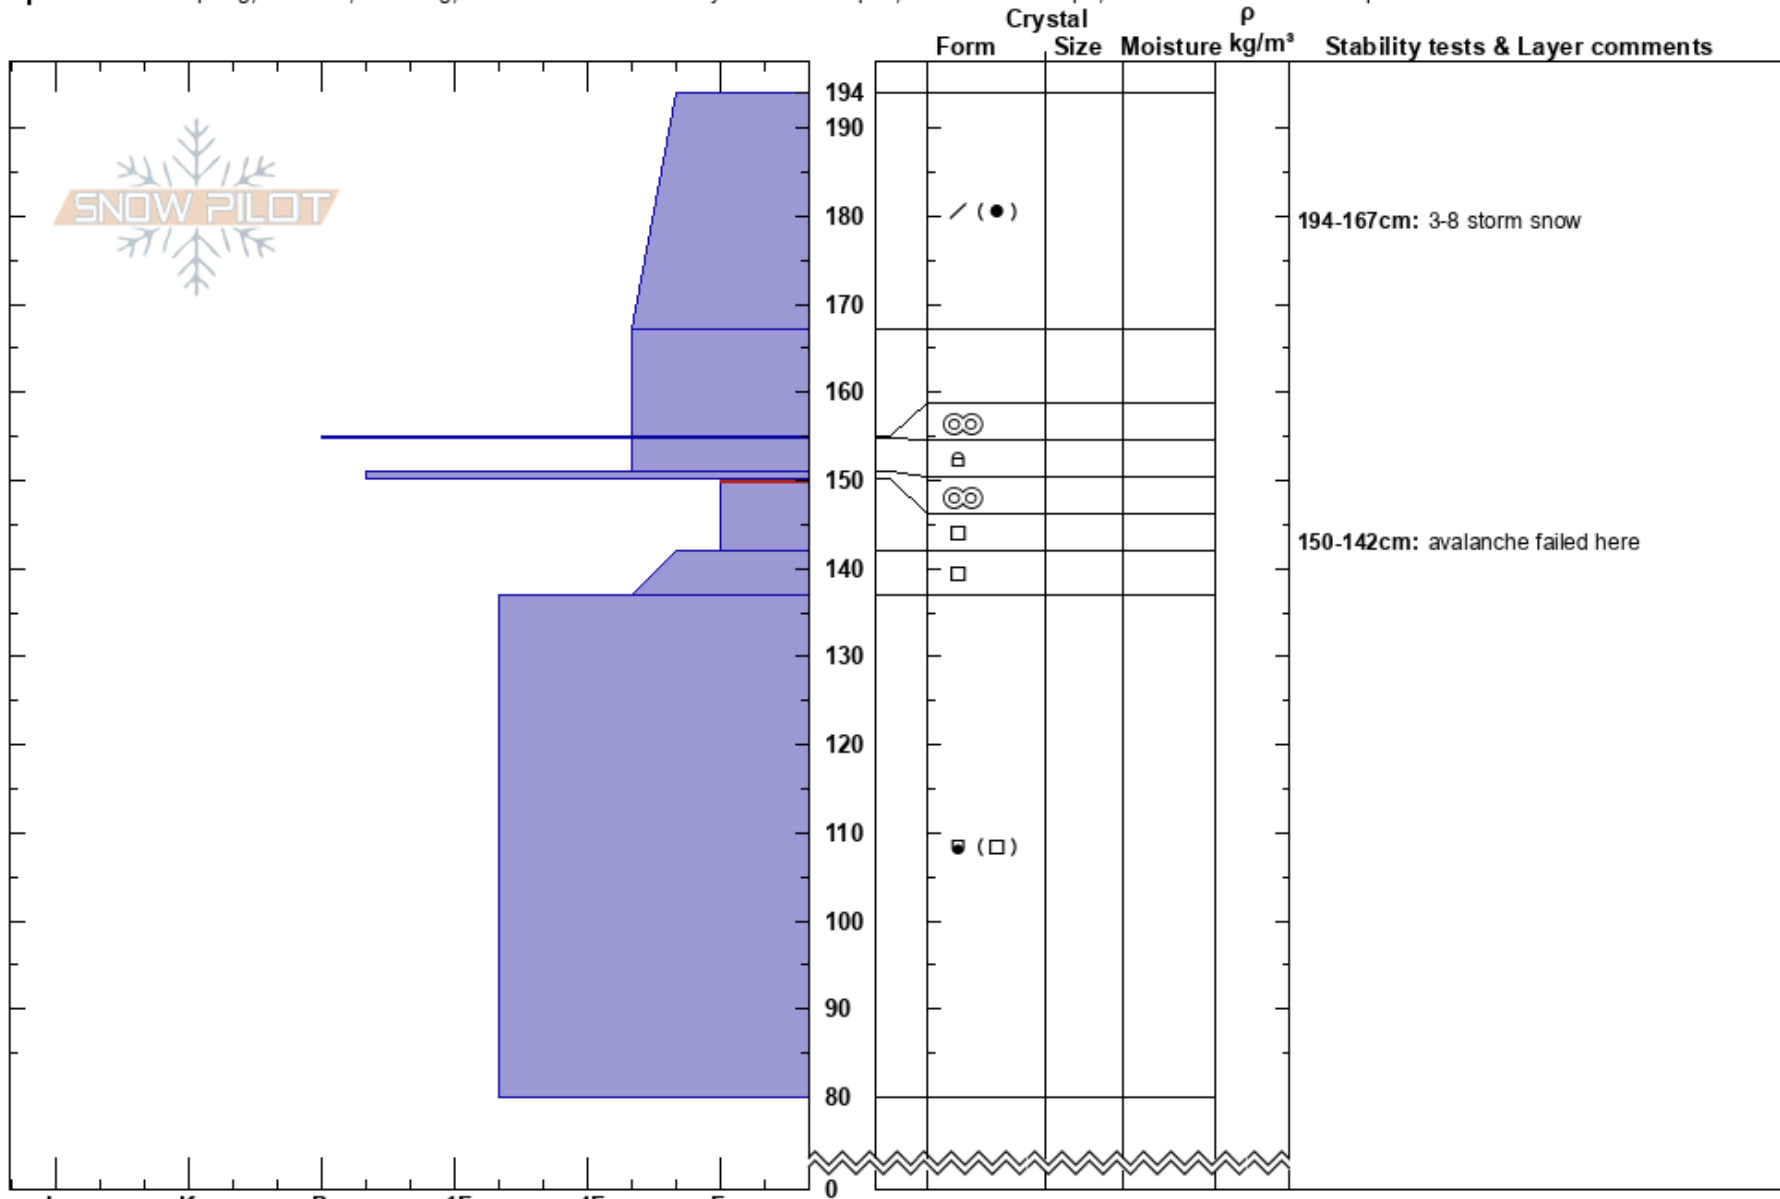 Crystal
ρ
Form Size Moisture kg/m³ Stability tests & Layer comments
194
190
SNOW PILOT
180
194-167cm: 3-8 storm snow
170
160
150
150-142cm: avalanche failed here
140
130
120
110
100
90
80
0